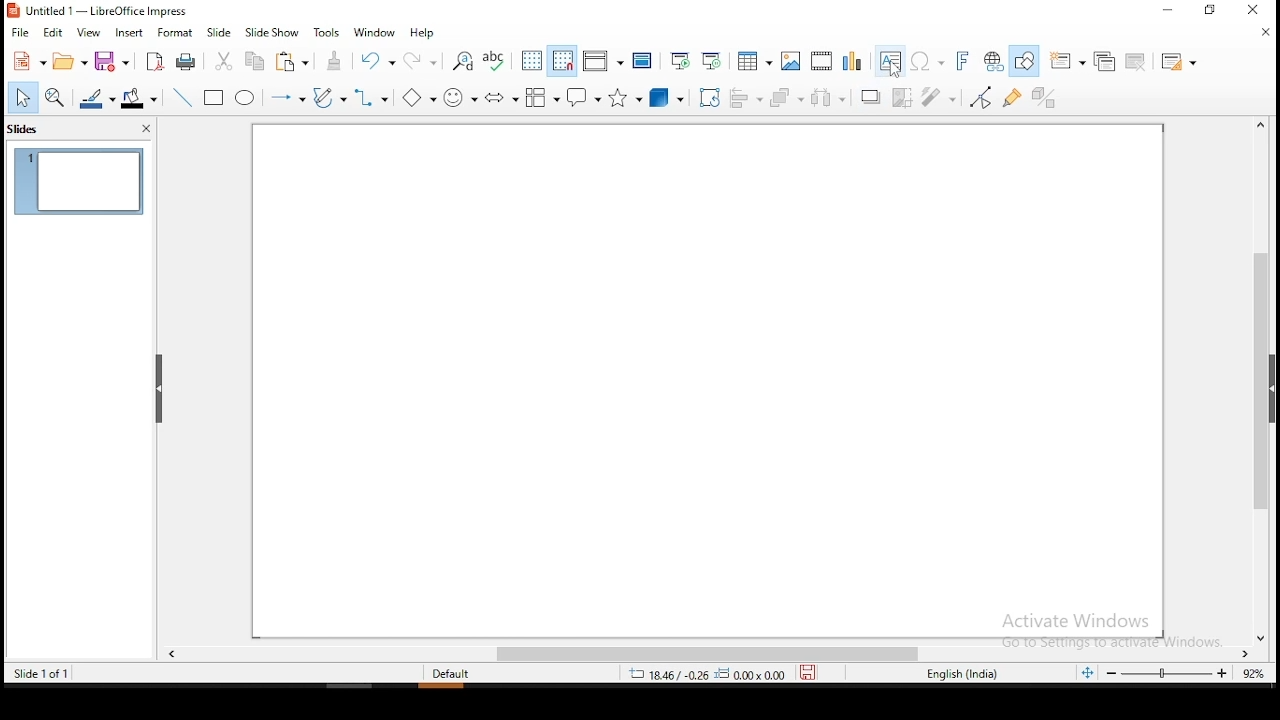 Untitled 1 — LibreOffice Impress
File Edit View Insert Format Slide Slide Show Tools Window Help
abc
Slides
1
Activate Windows
Go to Settings to activate Windows.
Slide 1 of 1 Default 18.46 / -0.26 0.00 x 0.00 English (India) 92%